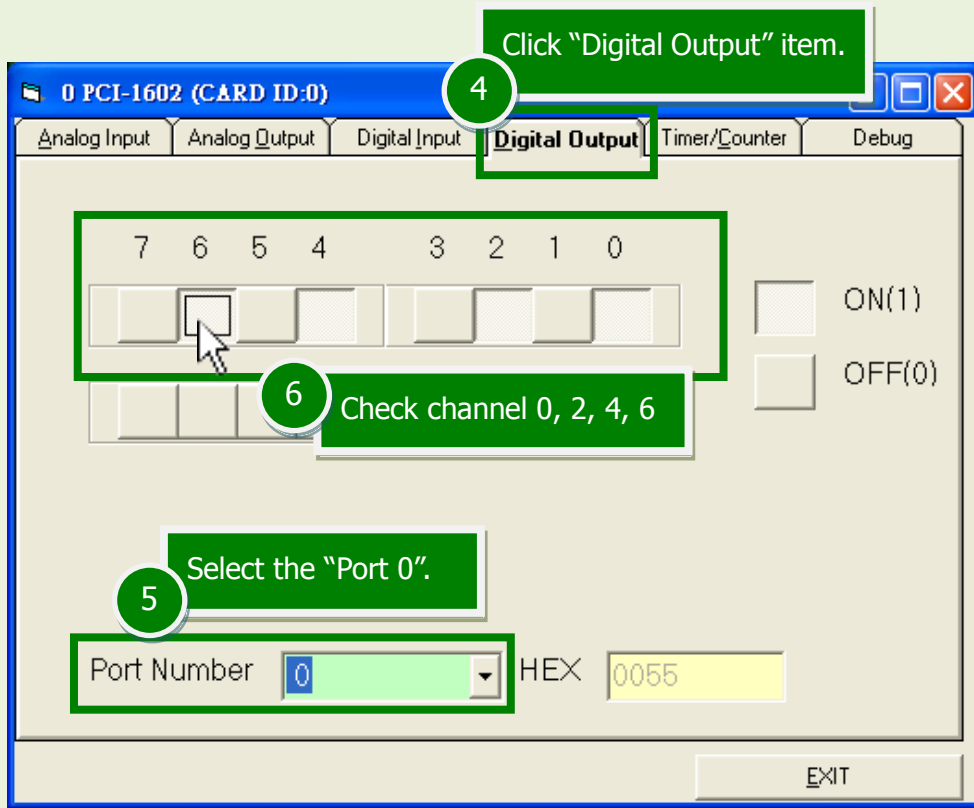 Click “Digital Output” item.
4
0 PCI-1602 (CARD ID:0)
Analog Input Analog Output Digital Input Digital Output Timer/Counter Debug
7 6 5 4 3 2 1 0
ON(1)
OFF(0)
6
Check channel 0, 2, 4, 6
Select the “Port 0”.
5
Port Number 0 HEX 0055
EXIT